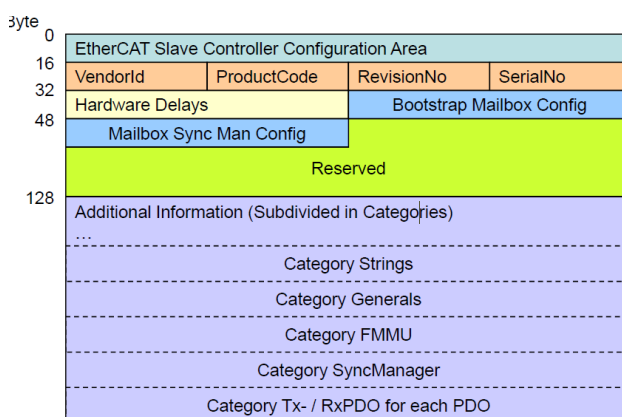 Byte
0
EtherCAT Slave Controller Configuration Area
16
VendorId ProductCode RevisionNo SerialNo
32
Hardware Delays Bootstrap Mailbox Config
48
Mailbox Sync Man Config
Reserved
128
Additional Information (Subdivided in Categories)
...
Category Strings
Category Generals
Category FMMU
Category SyncManager
Category Tx- / RxPDO for each PDO